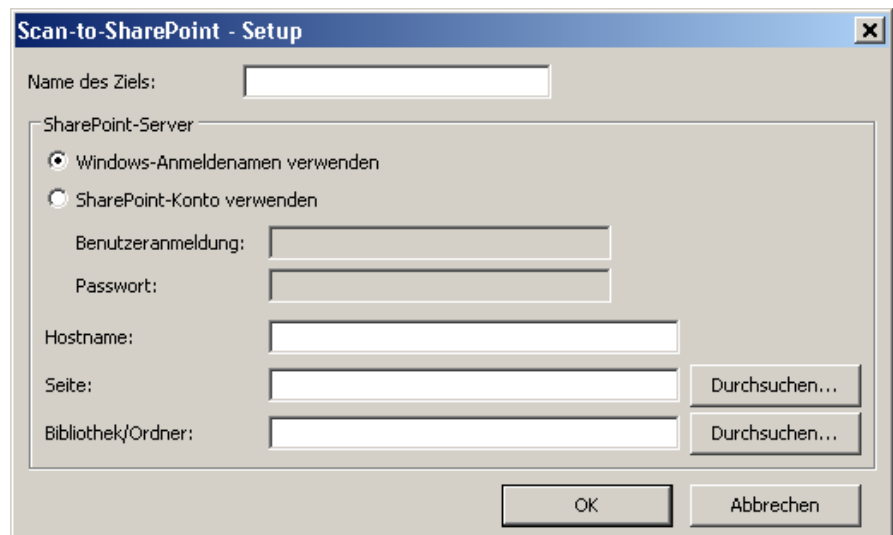 Scan-to-SharePoint - Setup
Name des Ziels:
SharePoint-Server
Windows-Anmeldenamen verwenden
SharePoint-Konto verwenden
Benutzeranmeldung:
Passwort:
Hostname:
Seite:
Durchsuchen...
Bibliothek/Ordner:
Durchsuchen...
OK
Abbrechen